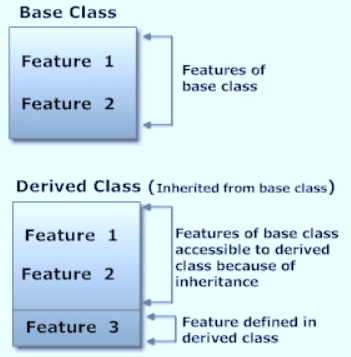 Base Class
Feature 1
Feature 2
Features of
base class
Derived Class (Inherited from base class)
Feature 1
Feature 2
Features of base class
accessible to derived
class because of
inheritance
Feature 3
Feature defined in
derived class